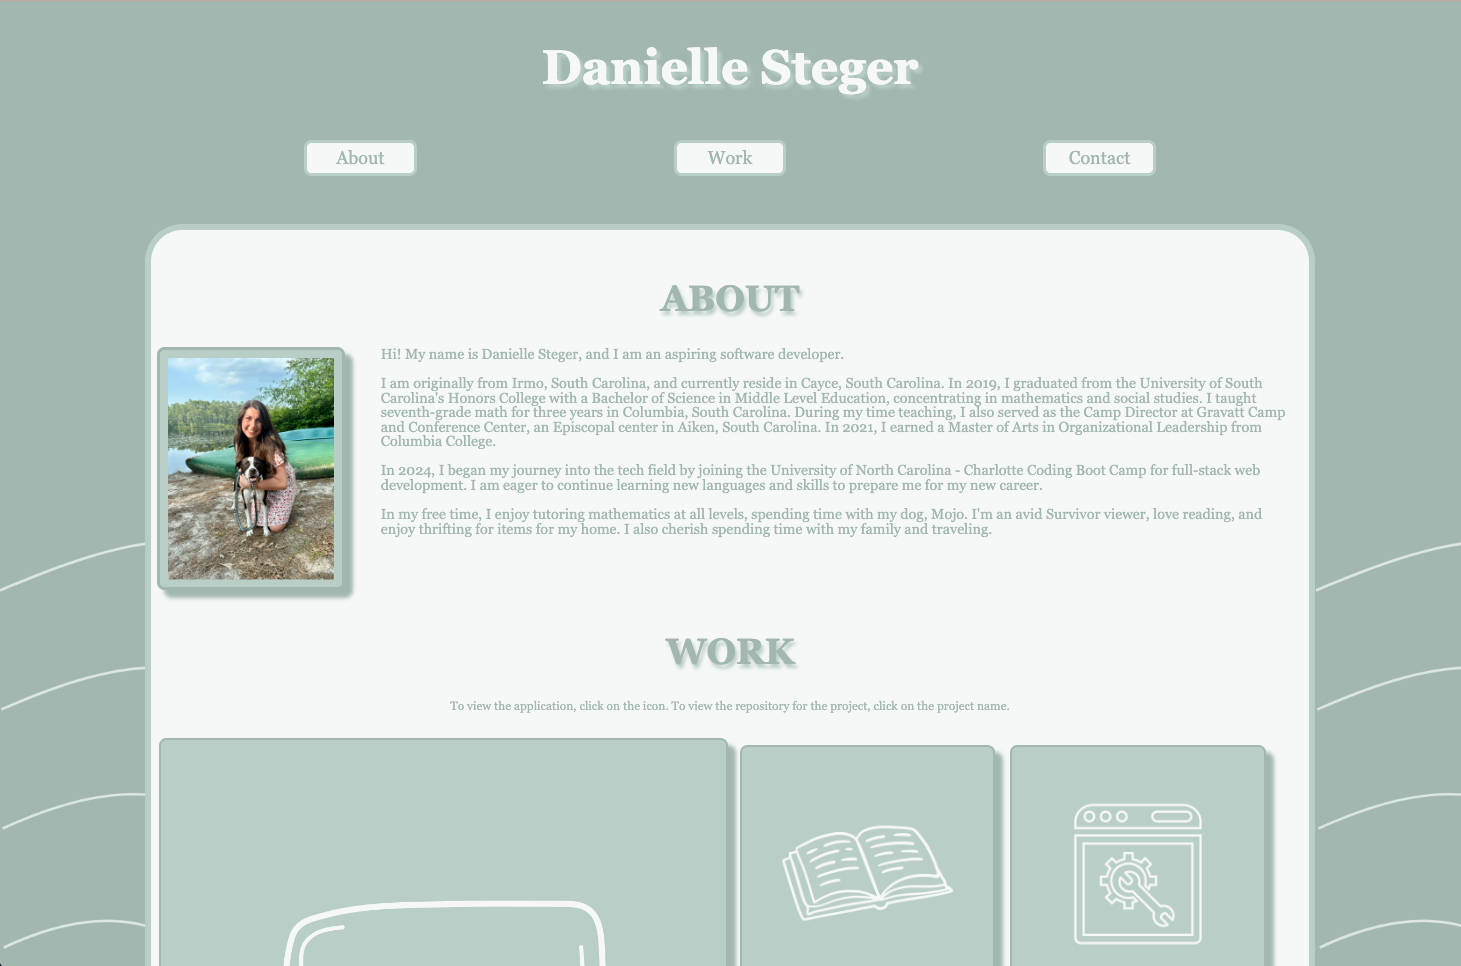 Danielle Steger
About
Work
Contact
ABOUT
Hi! My name is Danielle Steger, and I am an aspiring software developer.
I am originally from Irmo, South Carolina, and currently reside in Cayce, South Carolina. In 2019, I graduated from the University of South
Carolina's Honors College with a Bachelor of Science in Middle Level Education, concentrating in mathematics and social studies. I taught
seventh-grade math for three years in Columbia, South Carolina. During my time teaching, I also served as the Camp Director at Gravatt Camp
and Conference Center, an Episcopal center in Aiken, South Carolina. In 2021, I earned a Master of Arts in Organizational Leadership from
Columbia College.
In 2024, I began my journey into the tech field by joining the University of North Carolina - Charlotte Coding Boot Camp for full-stack web
development. I am eager to continue learning new languages and skills to prepare me for my new career.
In my free time, I enjoy tutoring mathematics at all levels, spending time with my dog, Mojo. I'm an avid Survivor viewer, love reading, and
enjoy thrifting for items for my home. I also cherish spending time with my family and traveling.
WORK
To view the application, click on the icon. To view the repository for the project, click on the project name.